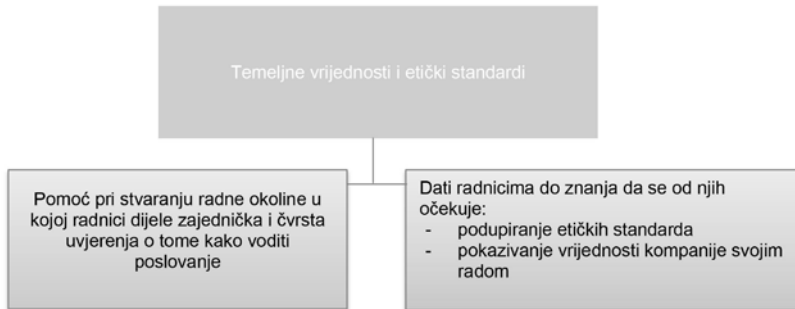 Temeljne vrijednosti i etički standardi
Pomoć pri stvaranju radne okoline u
kojoj radnici dijele zajednička i čvrsta
uvjerenja o tome kako voditi
poslovanje
Dati radnicima do znanja da se od njih
očekuje:
- podupiranje etičkih standarda
- pokazivanje vrijednosti kompanije svojim
radom